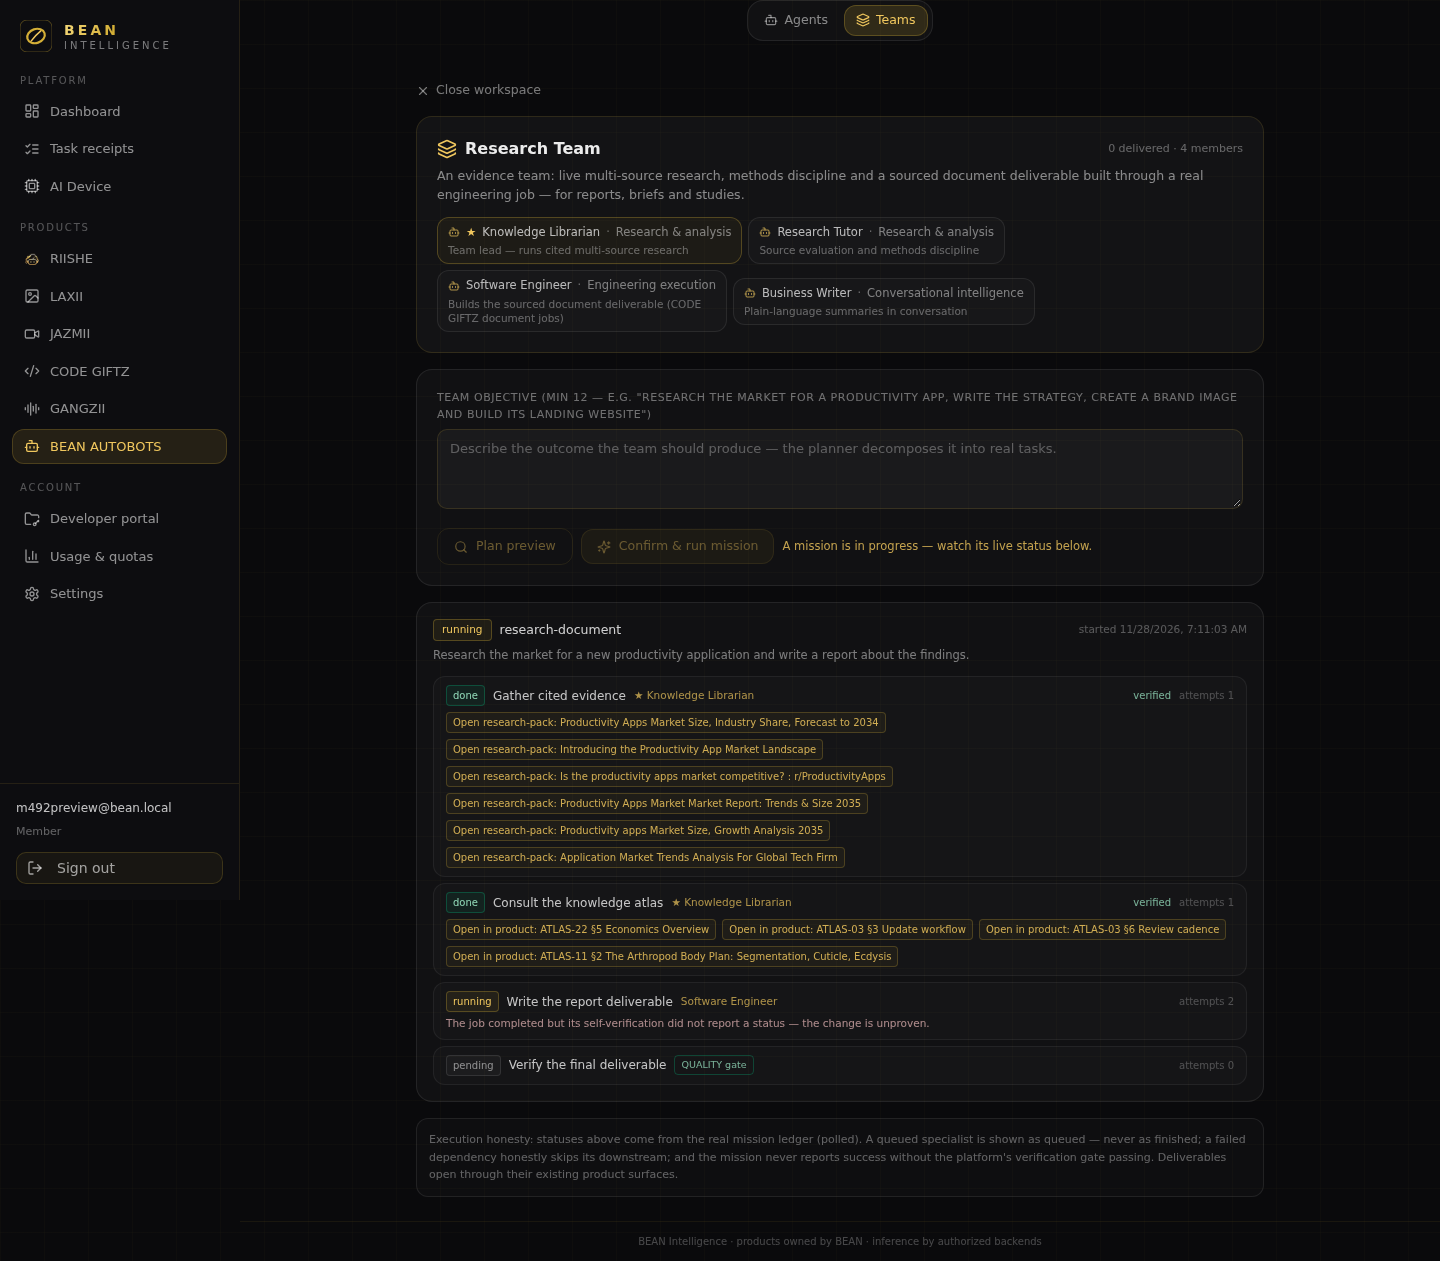 BEAN
INTELLIGENCE
PLATFORM
Dashboard
Task receipts
AI Device
PRODUCTS
RIISHE
LAXII
JAZMII
CODE GIFTZ
GANGZII
BEAN AUTOBOTS
ACCOUNT
Developer portal
Usage & quotas
Settings
m492preview@bean.local
Member
Sign out
Agents
Teams
Close workspace
Research Team
0 delivered · 4 members
An evidence team: live multi-source research, methods discipline and a sourced document deliverable built through a real
engineering job — for reports, briefs and studies.
★ Knowledge Librarian · Research & analysis
Team lead — runs cited multi-source research
Research Tutor · Research & analysis
Source evaluation and methods discipline
Software Engineer · Engineering execution
Builds the sourced document deliverable (CODE
GIFTZ document jobs)
Business Writer · Conversational intelligence
Plain-language summaries in conversation
TEAM OBJECTIVE (MIN 12 — E.G. "RESEARCH THE MARKET FOR A PRODUCTIVITY APP, WRITE THE STRATEGY, CREATE A BRAND IMAGE
AND BUILD ITS LANDING WEBSITE")
Describe the outcome the team should produce — the planner decomposes it into real tasks.
Plan preview
Confirm & run mission
A mission is in progress — watch its live status below.
running research-document
started 11/28/2026, 7:11:03 AM
Research the market for a new productivity application and write a report about the findings.
done Gather cited evidence ★ Knowledge Librarian
verified attempts 1
Open research-pack: Productivity Apps Market Size, Industry Share, Forecast to 2034
Open research-pack: Introducing the Productivity App Market Landscape
Open research-pack: Is the productivity apps market competitive? : r/ProductivityApps
Open research-pack: Productivity Apps Market Market Report: Trends & Size 2035
Open research-pack: Productivity apps Market Size, Growth Analysis 2035
Open research-pack: Application Market Trends Analysis For Global Tech Firm
done Consult the knowledge atlas ★ Knowledge Librarian
verified attempts 1
Open in product: ATLAS-22 §5 Economics Overview
Open in product: ATLAS-03 §3 Update workflow
Open in product: ATLAS-03 §6 Review cadence
Open in product: ATLAS-11 §2 The Arthropod Body Plan: Segmentation, Cuticle, Ecdysis
running Write the report deliverable Software Engineer
attempts 2
The job completed but its self-verification did not report a status — the change is unproven.
pending Verify the final deliverable QUALITY gate
attempts 0
Execution honesty: statuses above come from the real mission ledger (polled). A queued specialist is shown as queued — never as finished; a failed
dependency honestly skips its downstream; and the mission never reports success without the platform's verification gate passing. Deliverables
open through their existing product surfaces.
BEAN Intelligence · products owned by BEAN · inference by authorized backends